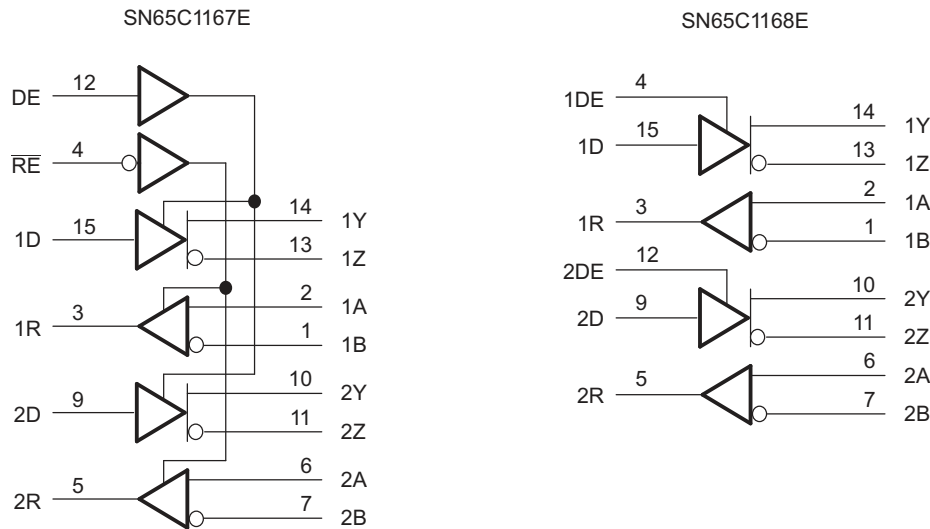 SN65C1167E
DE 12
RE 4
1D 15 14 1Y
13 1Z
1R 3 2 1A
1 1B
2D 9 10 2Y
11 2Z
2R 5 6 2A
7 2B
SN65C1168E
1DE 4
1D 15 14 1Y
13 1Z
1R 3 2 1A
1 1B
2DE 12
2D 9 10 2Y
11 2Z
2R 5 6 2A
7 2B